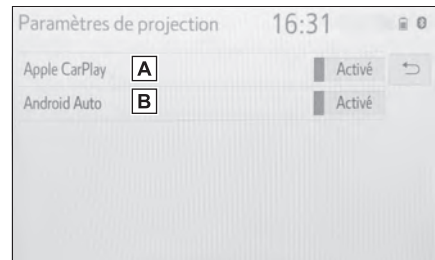 Paramètres de projection 16:31
Apple CarPlay A Activé
Android Auto B Activé